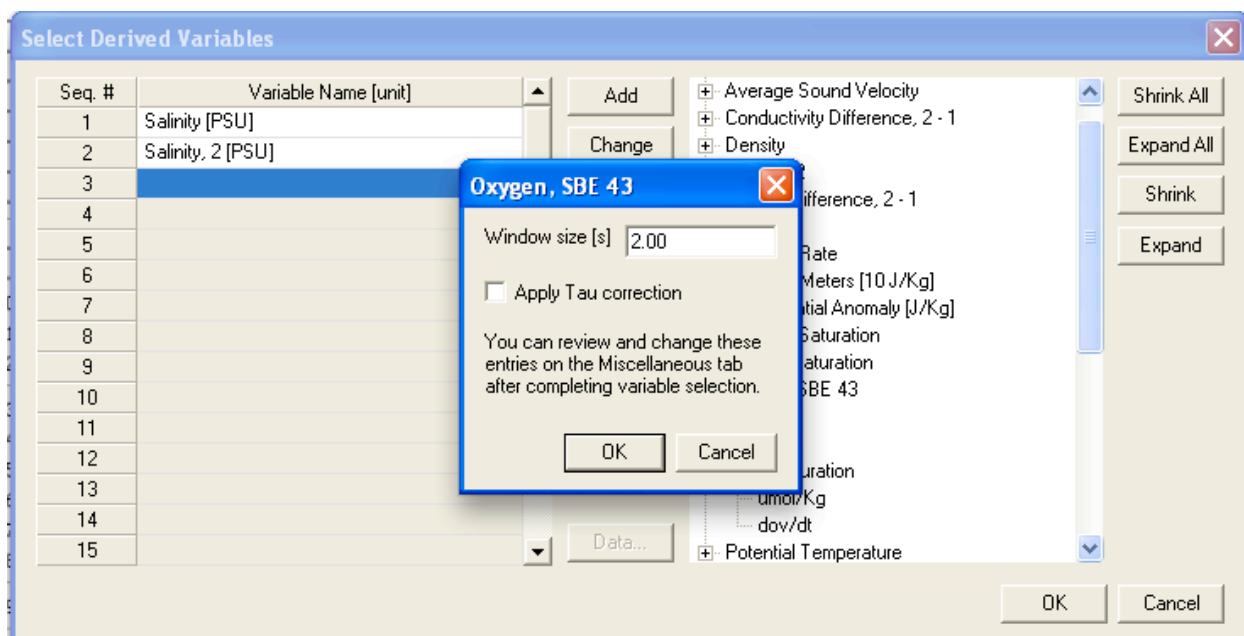 Select Derived Variables
Seq. # Variable Name [unit]
1 Salinity [PSU]
2 Salinity, 2 [PSU]
3
4
5
6
7
8
9
10
11
12
13
14
15
Add
Change
Data...
Oxygen, SBE 43
Window size [s] 2.00
Apply Tau correction
You can review and change these
entries on the Miscellaneous tab
after completing variable selection.
OK Cancel
Average Sound Velocity
Conductivity Difference, 2 - 1
Density
ifference, 2 - 1
Rate
Meters [10 J/Kg]
tial Anomaly [J/Kg]
Saturation
aturation
SBE 43
uration
umol/Kg
dov/dt
Potential Temperature
Shrink All
Expand All
Shrink
Expand
OK Cancel